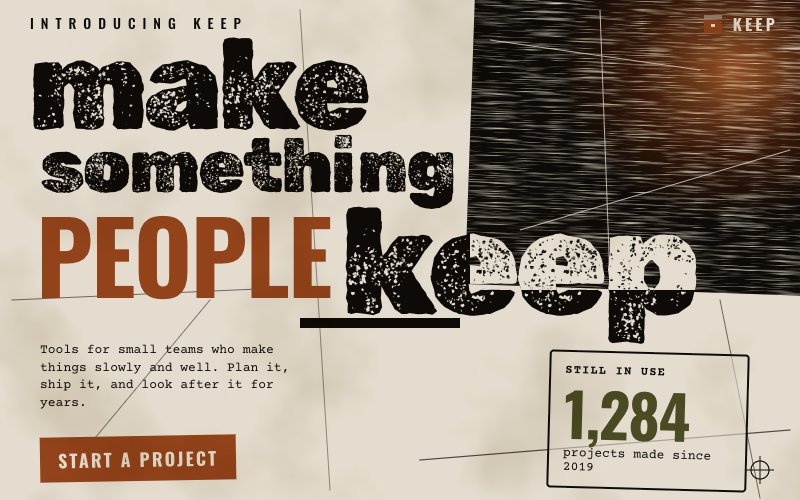 INTRODUCING KEEP
KEEP
make
something
PEOPLE keep
Tools for small teams who make
things slowly and well. Plan it,
ship it, and look after it for
years.
START A PROJECT
STILL IN USE
1,284
projects made since
2019